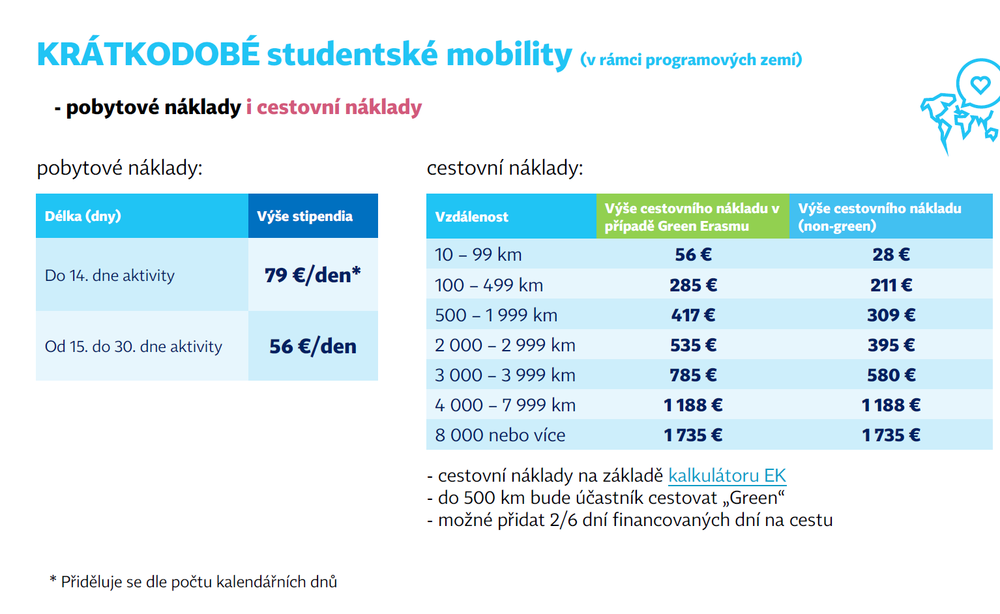 KRÁTKODOBÉ studentské mobility (v rámci programových zemí)
- pobytové náklady i cestovní náklady
pobytové náklady:
Délka (dny) Výše stipendia
Do 14. dne aktivity 79 €/den*
Od 15. do 30. dne aktivity 56 €/den
cestovní náklady:
Vzdálenost
Výše cestovního nákladu v
případě Green Erasmu
Výše cestovního nákladu
(non-green)
10 – 99 km 56 € 28 €
100 – 499 km 285 € 211 €
500 – 1 999 km 417 € 309 €
2 000 – 2 999 km 535 € 395 €
3 000 – 3 999 km 785 € 580 €
4 000 – 7 999 km 1 188 € 1 188 €
8 000 nebo více 1 735 € 1 735 €
- cestovní náklady na základě kalkulátoru EK
- do 500 km bude účastník cestovat „Green“
- možné přidat 2/6 dní financovaných dní na cestu
* Přiděluje se dle počtu kalendářních dnů